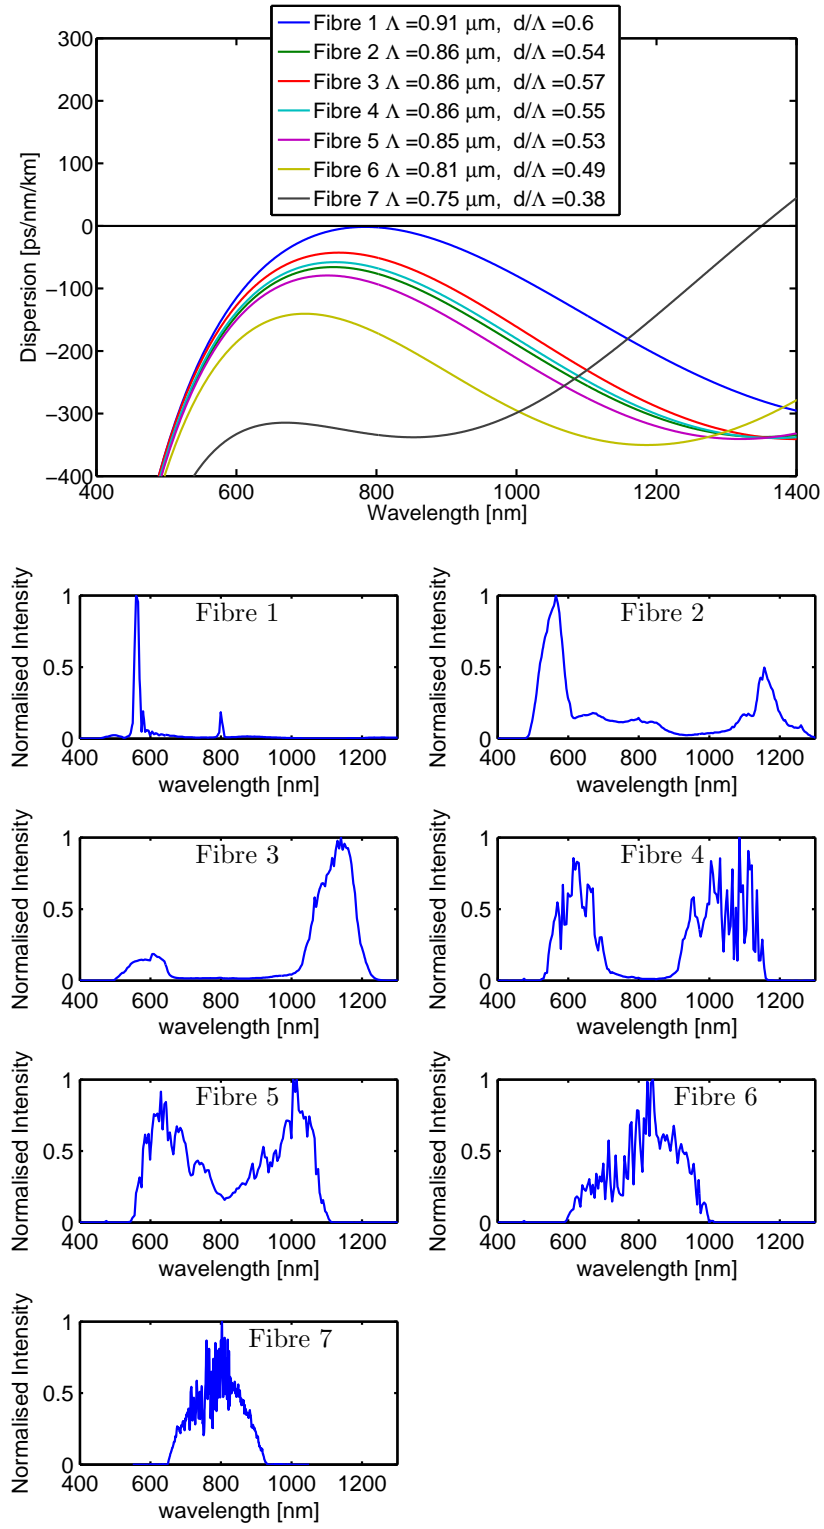 Fibre 1 Λ =0.91 μm, d/Λ =0.6
Fibre 2 Λ =0.86 μm, d/Λ =0.54
Fibre 3 Λ =0.86 μm, d/Λ =0.57
Fibre 4 Λ =0.86 μm, d/Λ =0.55
Fibre 5 Λ =0.85 μm, d/Λ =0.53
Fibre 6 Λ =0.81 μm, d/Λ =0.49
Fibre 7 Λ =0.75 μm, d/Λ =0.38
300
200
100
0
−100
−200
−300
−400
Dispersion [ps/nm/km]
400 600 800 1000 1200 1400
Wavelength [nm]
Fibre 1
Normalised Intensity
1
0.5
0
400 600 800 1000 1200
wavelength [nm]
Fibre 2
Normalised Intensity
1
0.5
0
400 600 800 1000 1200
wavelength [nm]
Fibre 3
Normalised Intensity
1
0.5
0
400 600 800 1000 1200
wavelength [nm]
Fibre 4
Normalised Intensity
1
0.5
0
400 600 800 1000 1200
wavelength [nm]
Fibre 5
Normalised Intensity
1
0.5
0
400 600 800 1000 1200
wavelength [nm]
Fibre 6
Normalised Intensity
1
0.5
0
400 600 800 1000 1200
wavelength [nm]
Fibre 7
Normalised Intensity
1
0.5
0
400 600 800 1000 1200
wavelength [nm]